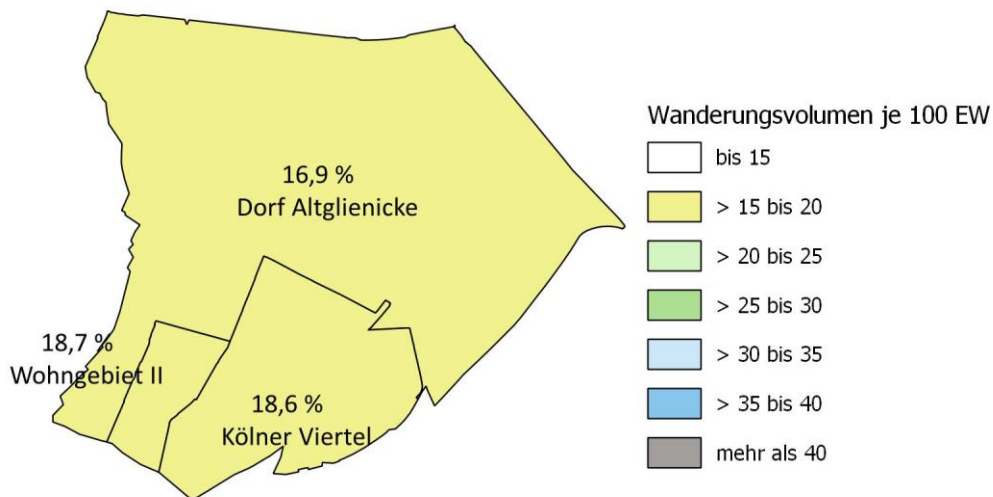 16,9 %
Dorf Altglienicke
18,7 %
Wohngebiet II
18,6 %
Kölner Viertel
Wanderungsvolumen je 100 EW
bis 15
> 15 bis 20
> 20 bis 25
> 25 bis 30
> 30 bis 35
> 35 bis 40
mehr als 40